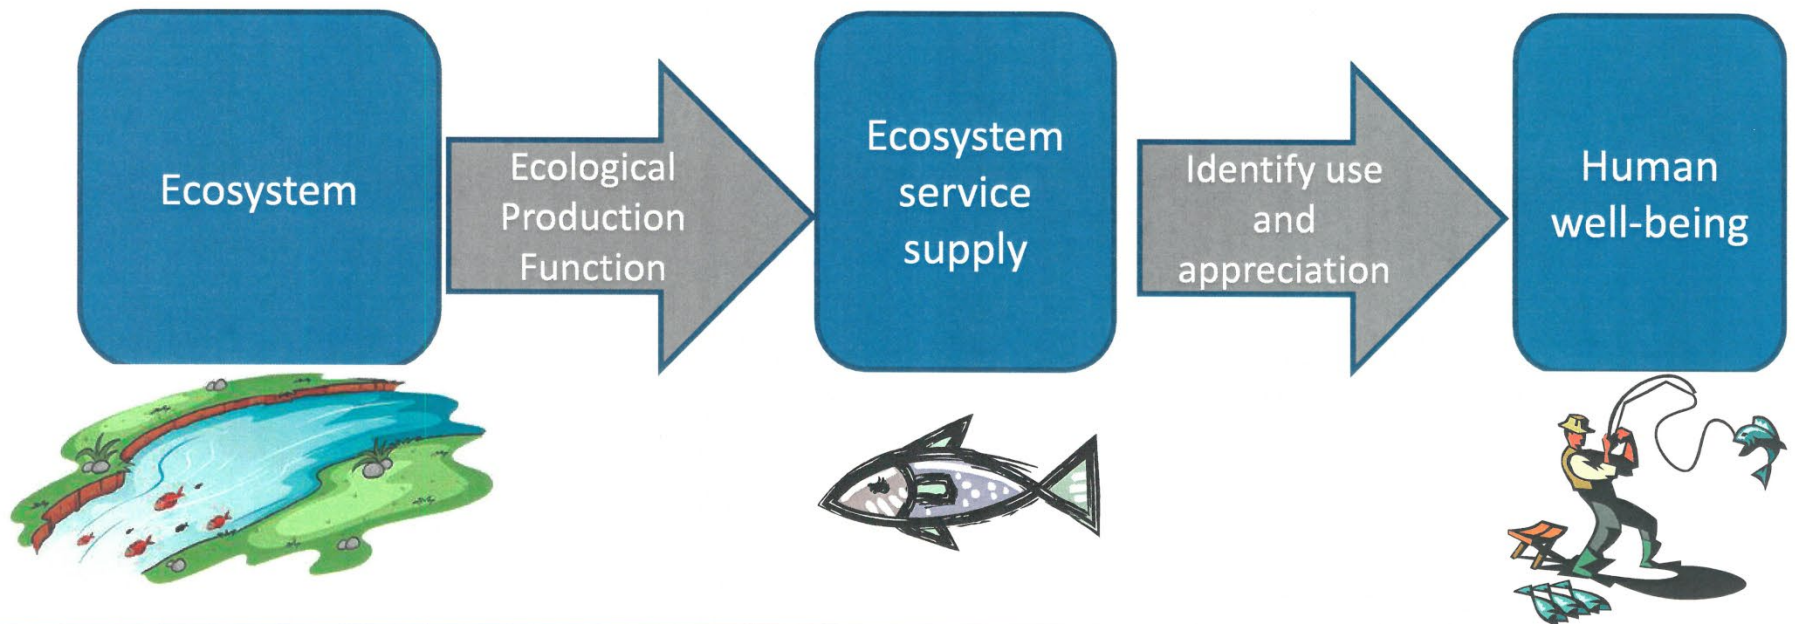 Ecosystem
Ecological
Production
Function
Ecosystem
service
supply
Identify use
and
appreciation
Human
well-being